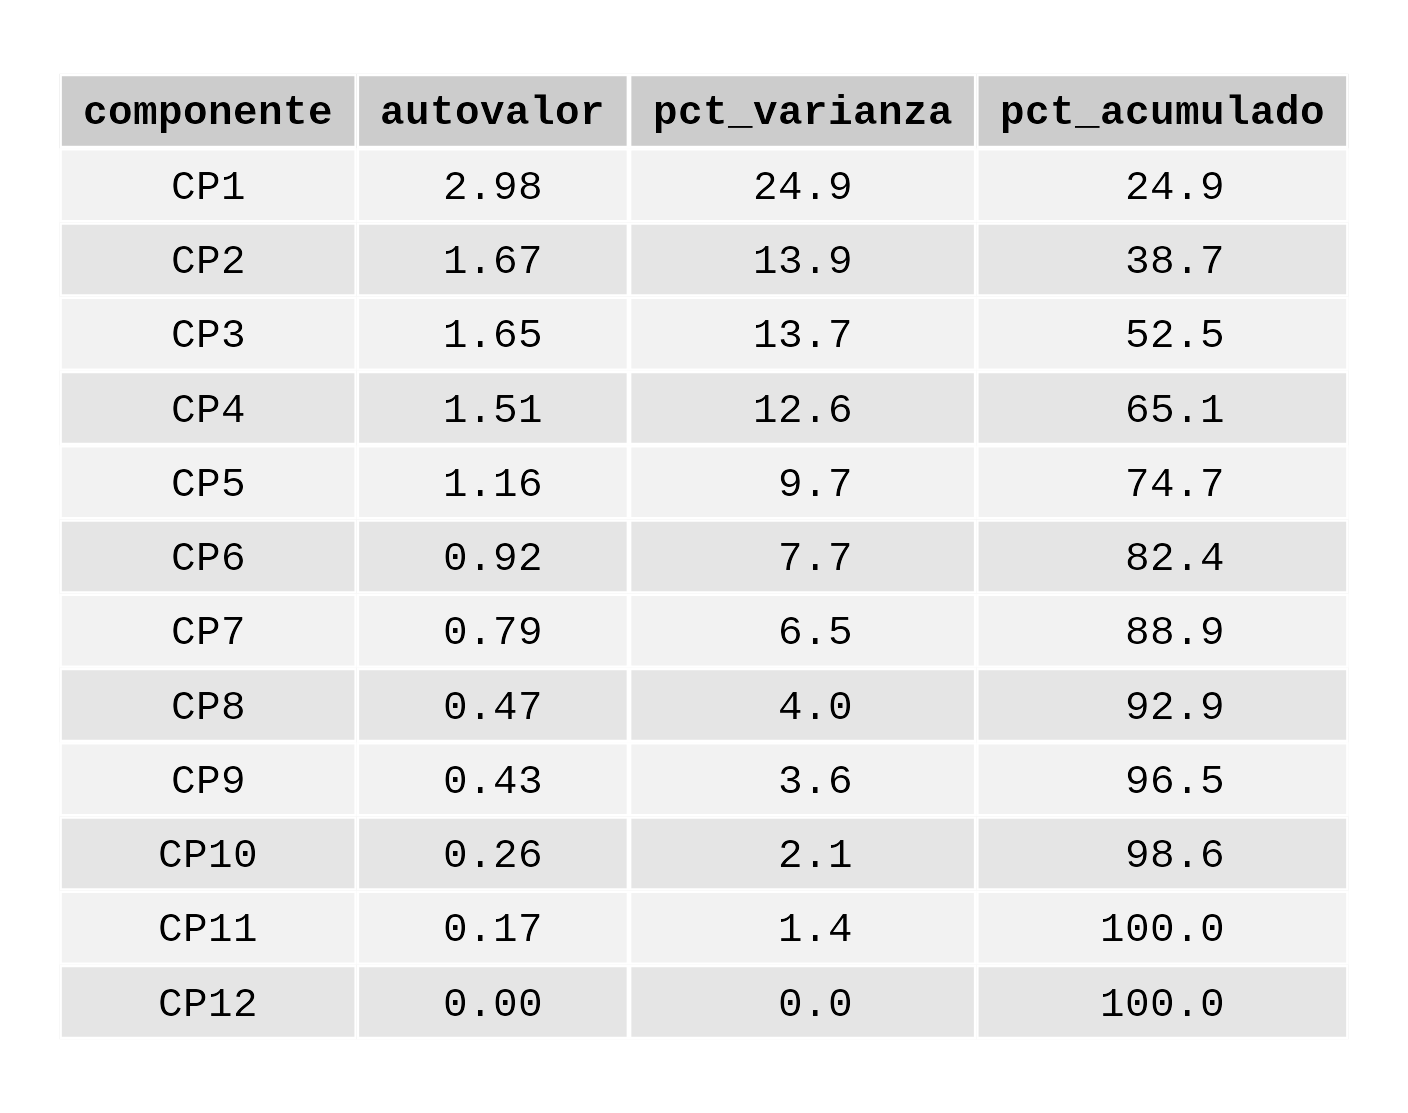 componente autovalor pct_varianza pct_acumulado
CP1 2.98 24.9 24.9
CP2 1.67 13.9 38.7
CP3 1.65 13.7 52.5
CP4 1.51 12.6 65.1
CP5 1.16 9.7 74.7
CP6 0.92 7.7 82.4
CP7 0.79 6.5 88.9
CP8 0.47 4.0 92.9
CP9 0.43 3.6 96.5
CP10 0.26 2.1 98.6
CP11 0.17 1.4 100.0
CP12 0.00 0.0 100.0